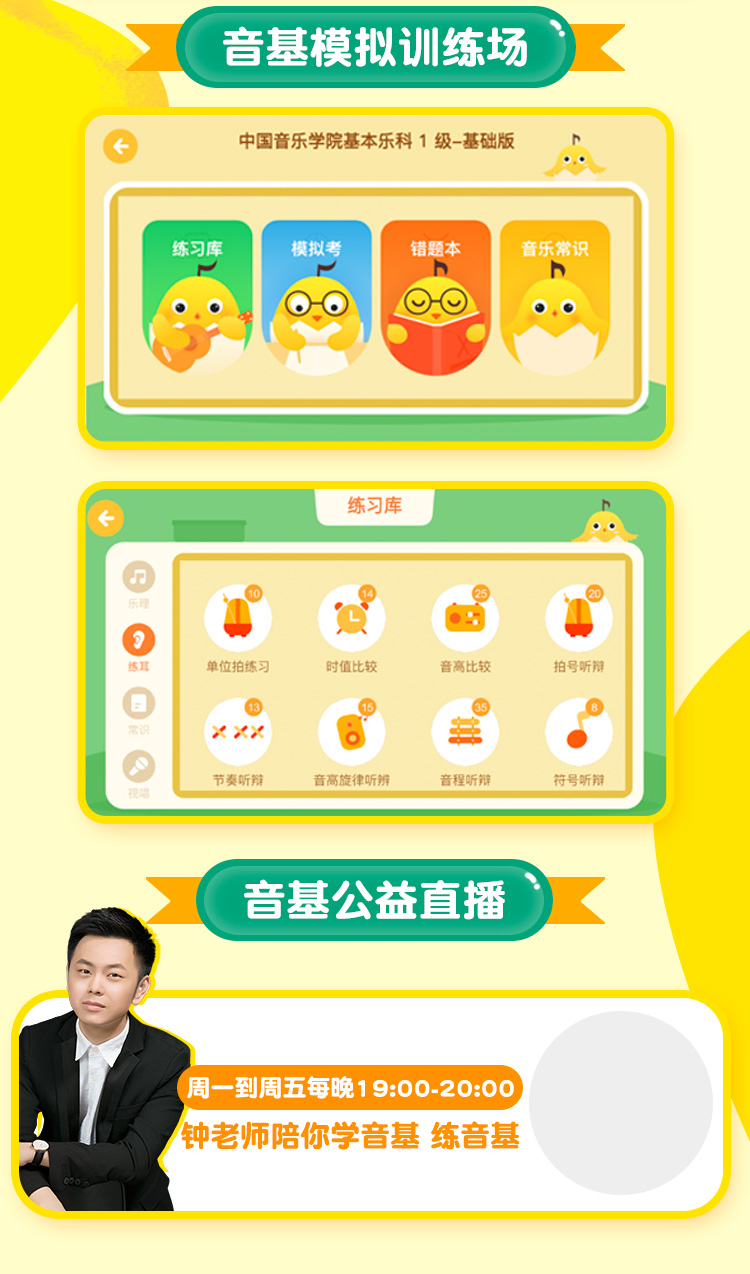 音基模拟训练场
中国音乐学院基本乐科 1 级-基础版
练习库 模拟考 错题本 音乐常识
练习库
乐理
练耳
常识
视唱
10 14 25 20
单位拍练习 时值比较 音高比较 拍号听辩
13 15 35 8
节奏听辩 音高旋律听辨 音程听辩 符号听辩
音基公益直播
周一到周五每晚19:00-20:00
钟老师陪你学音基 练音基